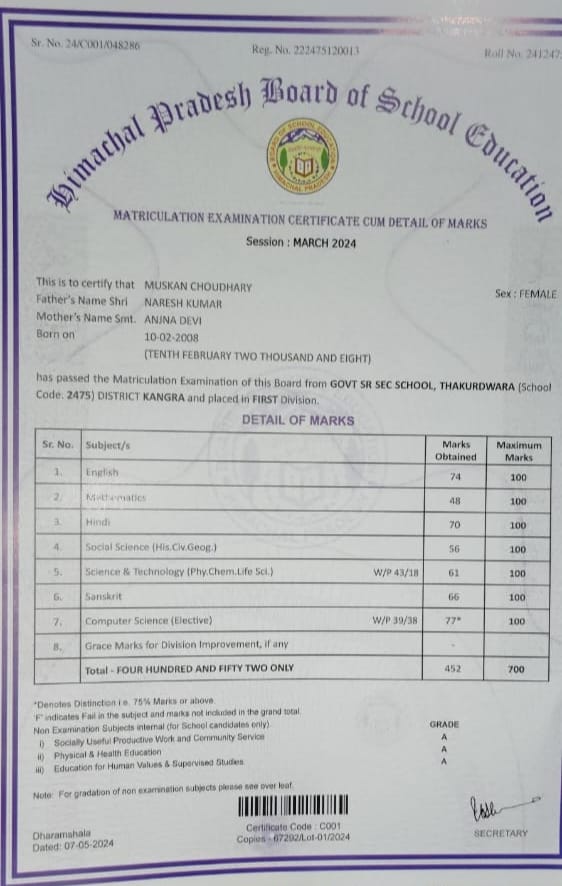 Sr. No. 24/C001/048286 Reg. No. 222475120013 Roll No. 241247
Himachal Pradesh Board of School Education
BOARD OF SCHOOL EDUCATION
HIMACHAL PRADESH
MATRICULATION EXAMINATION CERTIFICATE CUM DETAIL OF MARKS
Session : MARCH 2024
This is to certify that MUSKAN CHOUDHARY Sex : FEMALE
Father's Name Shri NARESH KUMAR
Mother's Name Smt. ANJNA DEVI
Born on 10-02-2008
(TENTH FEBRUARY TWO THOUSAND AND EIGHT)
has passed the Matriculation Examination of this Board from GOVT SR SEC SCHOOL, THAKURDWARA (School
Code. 2475) DISTRICT KANGRA and placed in FIRST Division.
DETAIL OF MARKS
Sr. No. Subject/s Marks Obtained Maximum Marks
1. English 74 100
2. Mathematics 48 100
3. Hindi 70 100
4. Social Science (His.Civ.Geog.) 56 100
5. Science & Technology (Phy.Chem.Life Sci.) W/P 43/18 61 100
6. Sanskrit 66 100
7. Computer Science (Elective) W/P 39/38 77* 100
8. Grace Marks for Division Improvement, if any -
Total - FOUR HUNDRED AND FIFTY TWO ONLY 452 700
*Denotes Distinction i.e. 75% Marks or above.
'F' indicates Fail in the subject and marks not included in the grand total.
Non Examination Subjects internal (for School candidates only) GRADE
i) Socially Useful Productive Work and Community Service A
ii) Physical & Health Education A
iii) Education for Human Values & Supervised Studies A
Note: For gradation of non examination subjects please see over leaf.
Certificate Code : C001
Copies - 67292/Lot-01/2024
Dharamshala
Dated: 07-05-2024
SECRETARY